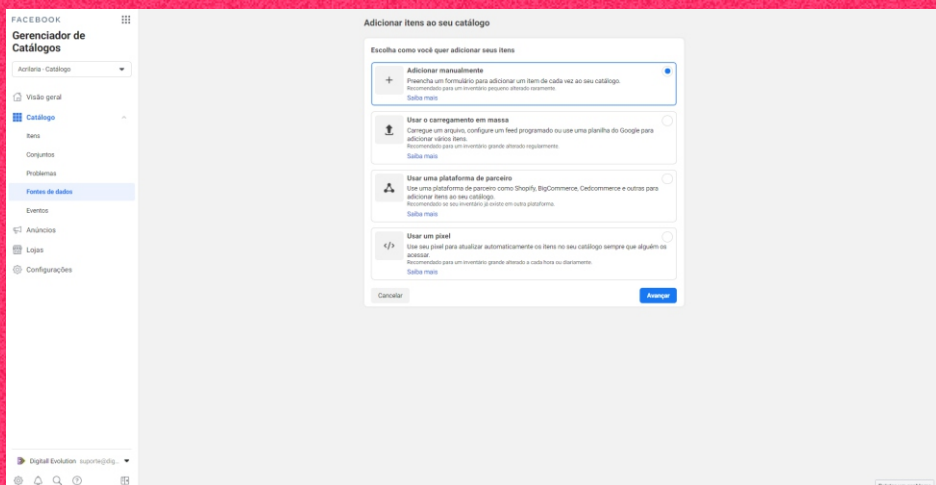 FACEBOOK
Gerenciador de
Catálogos
Acrilaria - Catálogo
Visão geral
Catálogo
Itens
Conjuntos
Problemas
Fontes de dados
Eventos
Anúncios
Lojas
Configurações
Digitall Evolution suporte@dig...
Adicionar itens ao seu catálogo
Escolha como você quer adicionar seus itens
Adicionar manualmente
Preencha um formulário para adicionar um item de cada vez ao seu catálogo.
Recomendado para um inventário pequeno alterado raramente.
Saiba mais
Usar o carregamento em massa
Carregue um arquivo, configure um feed programado ou use uma planilha do Google para
adicionar vários itens.
Recomendado para um inventário grande alterado regularmente.
Saiba mais
Usar uma plataforma de parceiro
Use uma plataforma de parceiro como Shopify, BigCommerce, Cedcommerce e outras para
adicionar itens ao seu catálogo.
Recomendado se seu inventário já existe em outra plataforma.
Saiba mais
Usar um pixel
Use seu pixel para atualizar automaticamente os itens no seu catálogo sempre que alguém os
acessar.
Recomendado para um inventário grande alterado a cada hora ou diariamente.
Saiba mais
Cancelar
Avançar